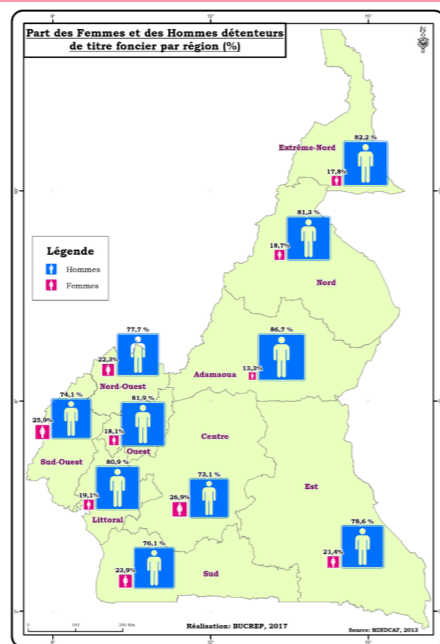 Part des Femmes et des Hommes détenteurs
de titre foncier par région (%)
82,2 %
Extrême-Nord
17,8%
81,3 %
18,7%
Nord
Légende
Hommes
Femmes
77,7 %
22,3%
Nord-Ouest
86,7 %
Adamaoua
13,3%
74,1 %
25,9%
Sud-Ouest
81,9 %
18,1%
Ouest
Centre
80,9 %
19,1%
Littoral
73,1 %
26,9%
Est
78,6 %
21,4%
76,1 %
23,9%
Sud
Réalisation: BUCREP, 2017
Source: MINDCAF, 2013